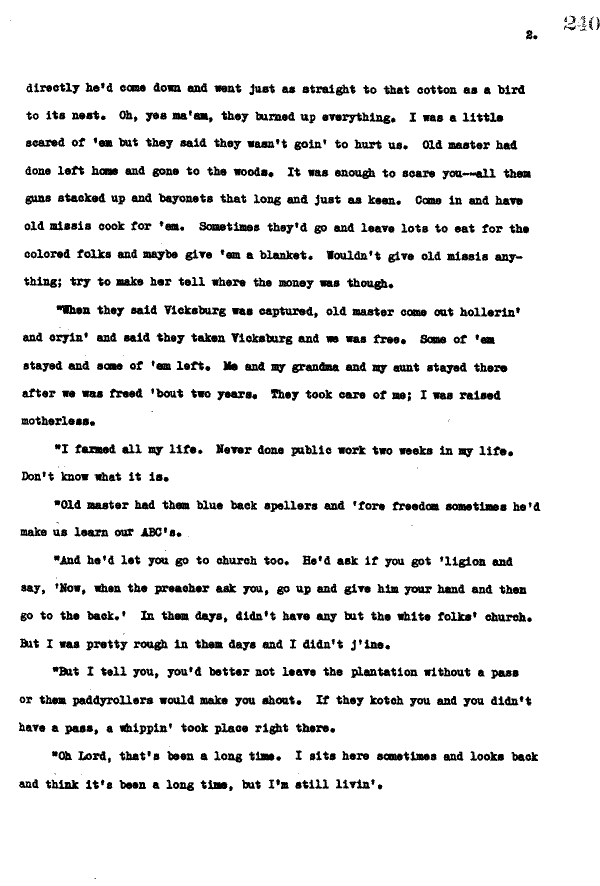 240
2.
directly he'd come down and went just as straight to that cotton as a bird
to its nest. Oh, yes ma'am, they burned up everything. I was a little
scared of 'em but they said they wasn't goin' to hurt us. Old master had
done left home and gone to the woods. It was enough to scare you--all them
guns stacked up and bayonets that long and just as keen. Come in and have
old missis cook for 'em. Sometimes they'd go and leave lots to eat for the
colored folks and maybe give 'em a blanket. Wouldn't give old missis any-
thing; try to make her tell where the money was though.
"When they said Vicksburg was captured, old master come out hollerin'
and cryin' and said they taken Vicksburg and we was free. Some of 'em
stayed and some of 'em left. Me and my grandma and my aunt stayed there
after we was freed 'bout two years. They took care of me; I was raised
motherless.
"I farmed all my life. Never done public work two weeks in my life.
Don't know what it is.
"Old master had them blue back spellers and 'fore freedom sometimes he'd
make us learn our ABC's.
"And he'd let you go to church too. He'd ask if you got 'ligion and
say, 'Now, when the preacher ask you, go up and give him your hand and then
go to the back.' In them days, didn't have any but the white folks' church.
But I was pretty rough in them days and I didn't j'ine.
"But I tell you, you'd better not leave the plantation without a pass
or them paddyrollers would make you shout. If they kotch you and you didn't
have a pass, a whippin' took place right there.
"Oh Lord, that's been a long time. I sits here sometimes and looks back
and think it's been a long time, but I'm still livin'.